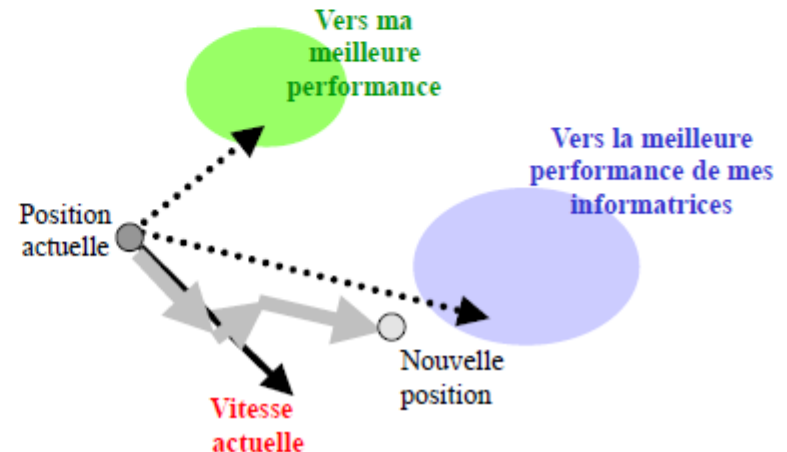 Vers ma
meilleure
performance
Vers la meilleure
performance de mes
informatrices
Position
actuelle
Nouvelle
position
Vitesse
actuelle